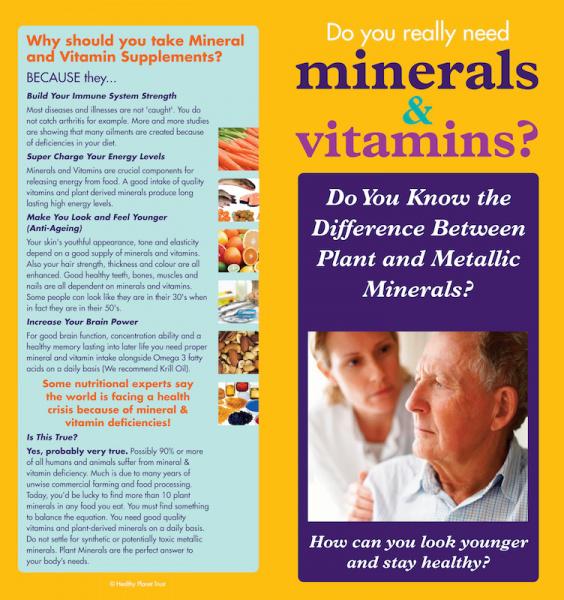 Why should you take Mineral
and Vitamin Supplements?
BECAUSE they...
Build Your Immune System Strength
Most diseases and illnesses are not 'caught'. You do
not catch arthritis for example. More and more studies
are showing that many ailments are created because
of deficiencies in your diet.
Super Charge Your Energy Levels
Minerals and Vitamins are crucial components for
releasing energy from food. A good intake of quality
vitamins and plant derived minerals produce long
lasting high energy levels.
Make You Look and Feel Younger
(Anti-Ageing)
Your skin's youthful appearance, tone and elasticity
depend on a good supply of minerals and vitamins.
Also your hair strength, thickness and colour are all
enhanced. Good healthy teeth, bones, muscles and
nails are all dependent on minerals and vitamins.
Some people can look like they are in their 30's when
in fact they are in their 50's.
Increase Your Brain Power
For good brain function, concentration ability and a
healthy memory lasting into later life you need proper
mineral and vitamin intake alongside Omega 3 fatty
acids on a daily basis (We recommend Krill Oil).
Some nutritional experts say
the world is facing a health
crisis because of mineral &
vitamin deficiencies!
Is This True?
Yes, probably very true. Possibly 90% or more
of all humans and animals suffer from mineral &
vitamin deficiency. Much is due to many years of
unwise commercial farming and food processing.
Today, you'd be lucky to find more than 10 plant
minerals in any food you eat. You must find something
to balance the equation. You need good quality
vitamins and plant-derived minerals on a daily basis.
Do not settle for synthetic or potentially toxic metallic
minerals. Plant Minerals are the perfect answer to
your body's needs.
© Healthy Planet Trust
Do you really need
minerals
&
vitamins?
Do You Know the
Difference Between
Plant and Metallic
Minerals?
How can you look younger
and stay healthy?